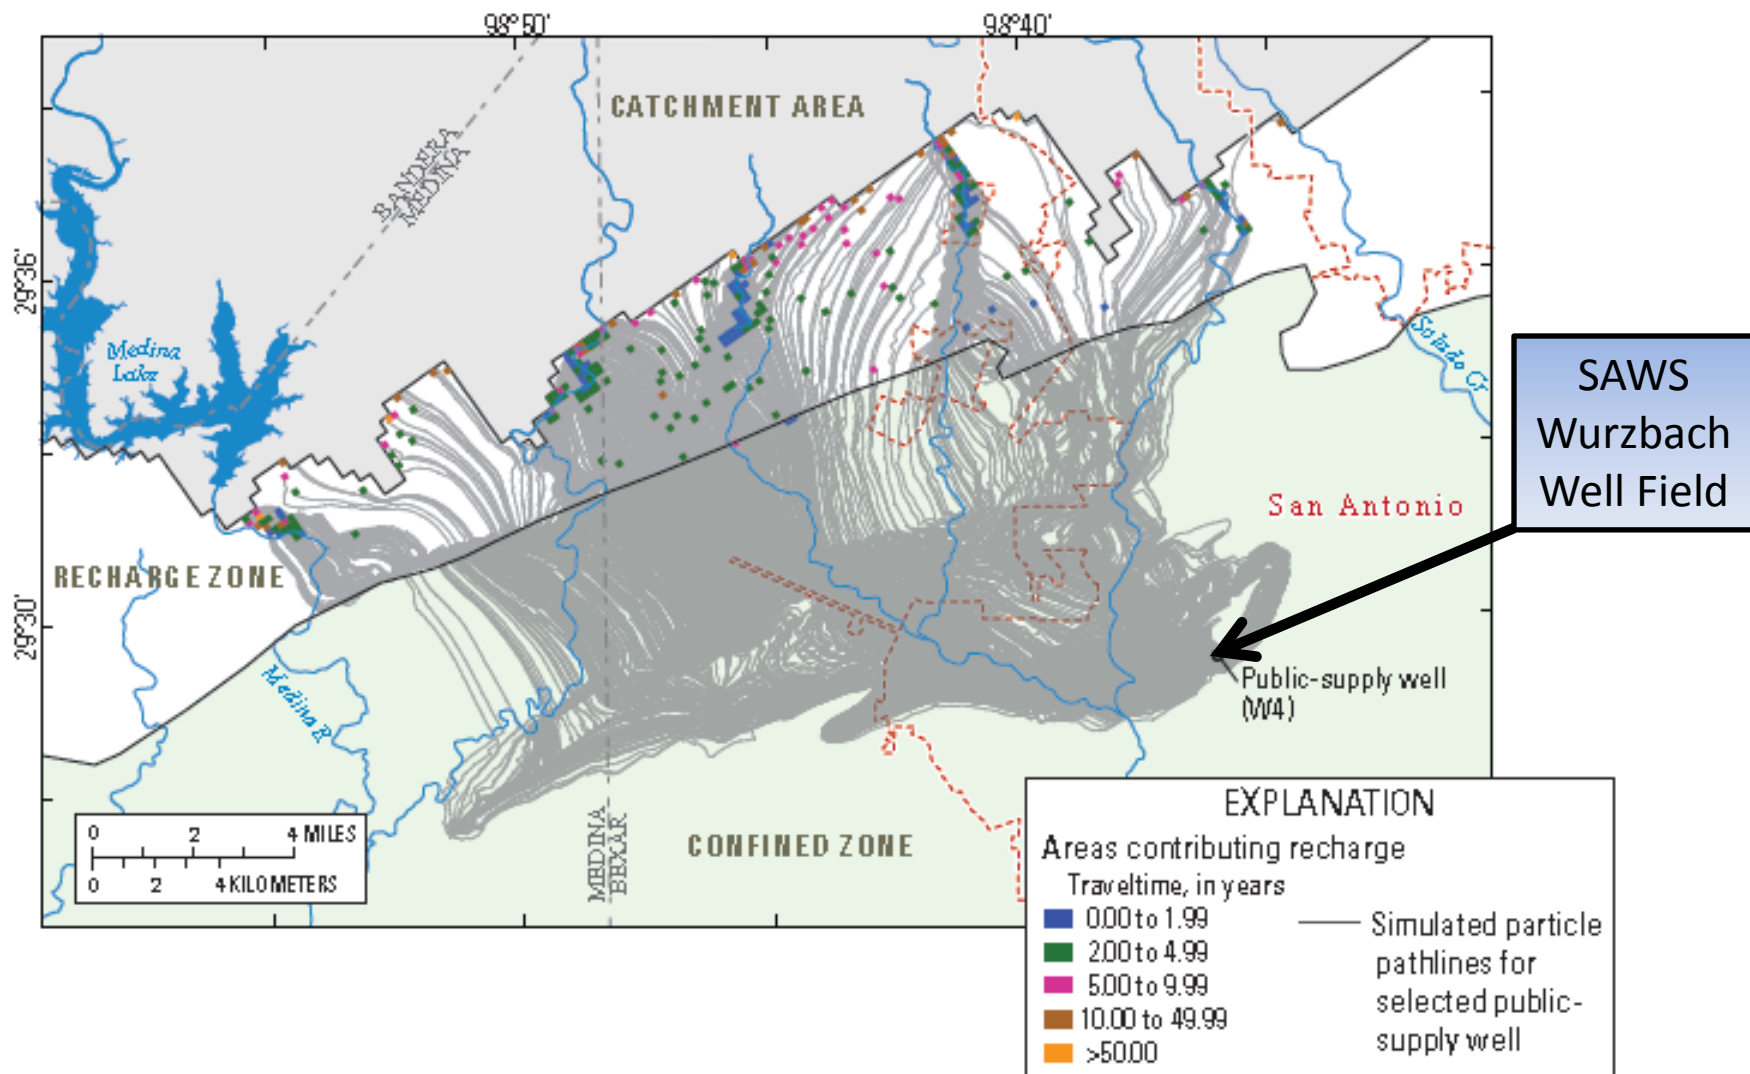 98°50'
98°40'
CATCHMENT AREA
BANDERA
MEDINA
29°36'
Medina
Lake
Salado Cr
SAWS
Wurzbach
Well Field
San Antonio
RECHARGE ZONE
29°30'
Medina R
Public-supply well
(W4)
MEDINA
BEXAR
CONFINED ZONE
0 2 4 MILES
0 2 4 KILOMETERS
EXPLANATION
Areas contributing recharge
Traveltime, in years
0.00 to 1.99
2.00 to 4.99
5.00 to 9.99
10.00 to 49.99
>50.00
Simulated particle
pathlines for
selected public-
supply well